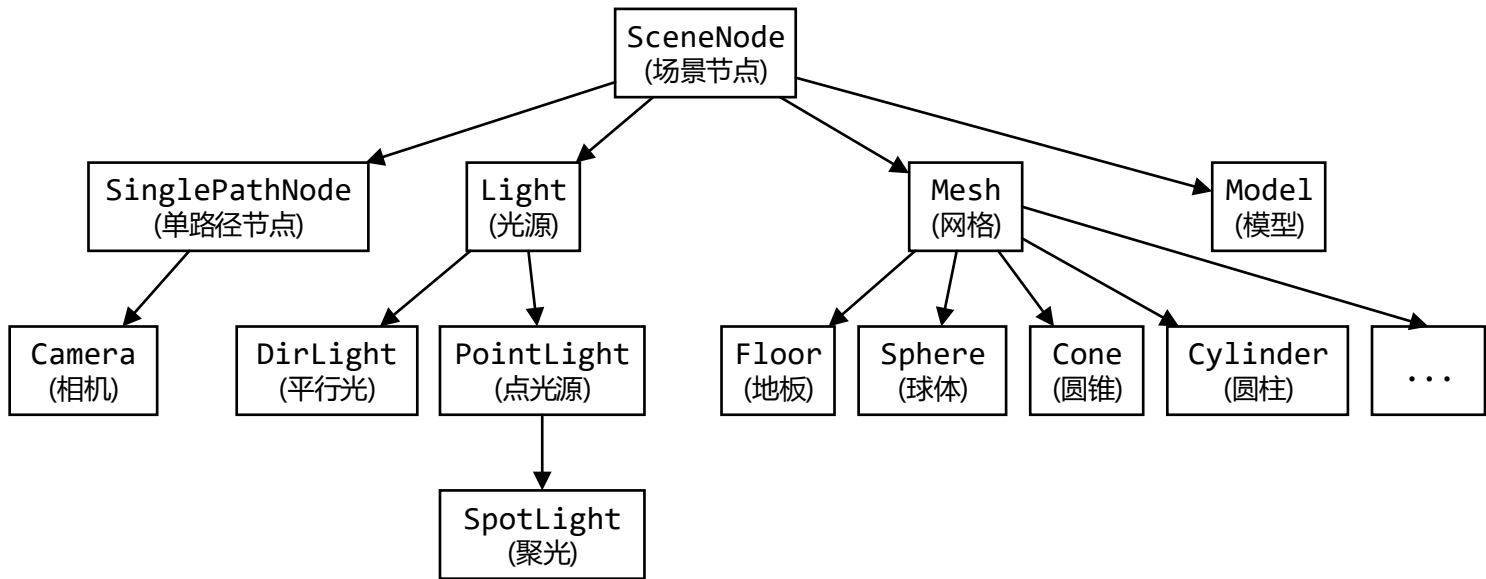 SceneNode
(场景节点)
SinglePathNode
(单路径节点)
Light
(光源)
Mesh
(网格)
Model
(模型)
Camera
(相机)
DirLight
(平行光)
PointLight
(点光源)
Floor
(地板)
Sphere
(球体)
Cone
(圆锥)
Cylinder
(圆柱)
...
SpotLight
(聚光)